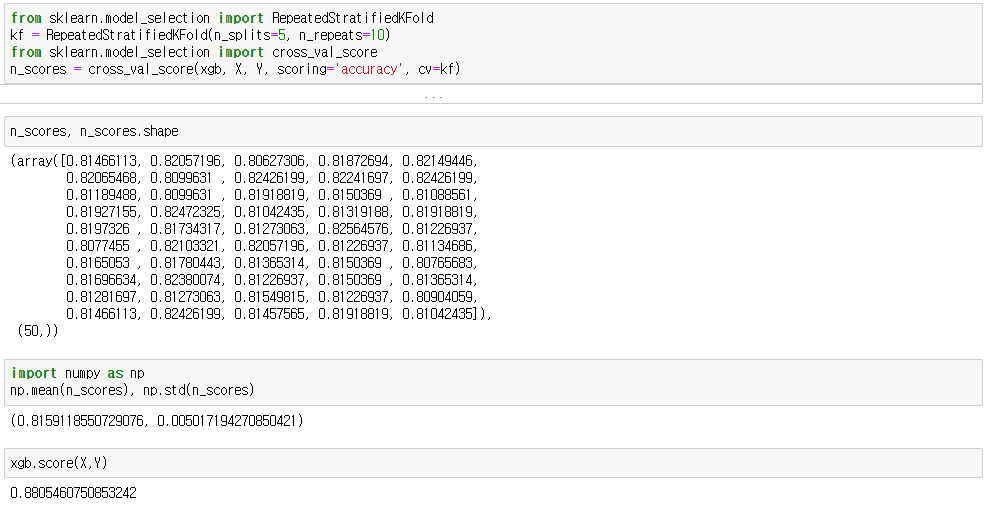 from sklearn.model_selection import RepeatedStratifiedKFold
kf = RepeatedStratifiedKFold(n_splits=5, n_repeats=10)
from sklearn.model_selection import cross_val_score
n_scores = cross_val_score(xgb, X, Y, scoring='accuracy', cv=kf)
...
n_scores, n_scores.shape
(array([0.81466113, 0.82057196, 0.80627306, 0.81872694, 0.82149446,
0.82065468, 0.8099631 , 0.82426199, 0.82241697, 0.82426199,
0.81189488, 0.8099631 , 0.81918819, 0.8150369 , 0.81088561,
0.81927155, 0.82472325, 0.81042435, 0.81319188, 0.81918819,
0.8197326 , 0.81734317, 0.81273063, 0.82564576, 0.81226937,
0.8077455 , 0.82103321, 0.82057196, 0.81226937, 0.81134686,
0.8165053 , 0.81780443, 0.81365314, 0.8150369 , 0.80765683,
0.81696634, 0.82380074, 0.81226937, 0.8150369 , 0.81365314,
0.81281697, 0.81273063, 0.81549815, 0.81226937, 0.80904059,
0.81466113, 0.82426199, 0.81457565, 0.81918819, 0.81042435]),
(50,))
import numpy as np
np.mean(n_scores), np.std(n_scores)
(0.8159118550729076, 0.005017194270850421)
xgb.score(X,Y)
0.8805460750853242